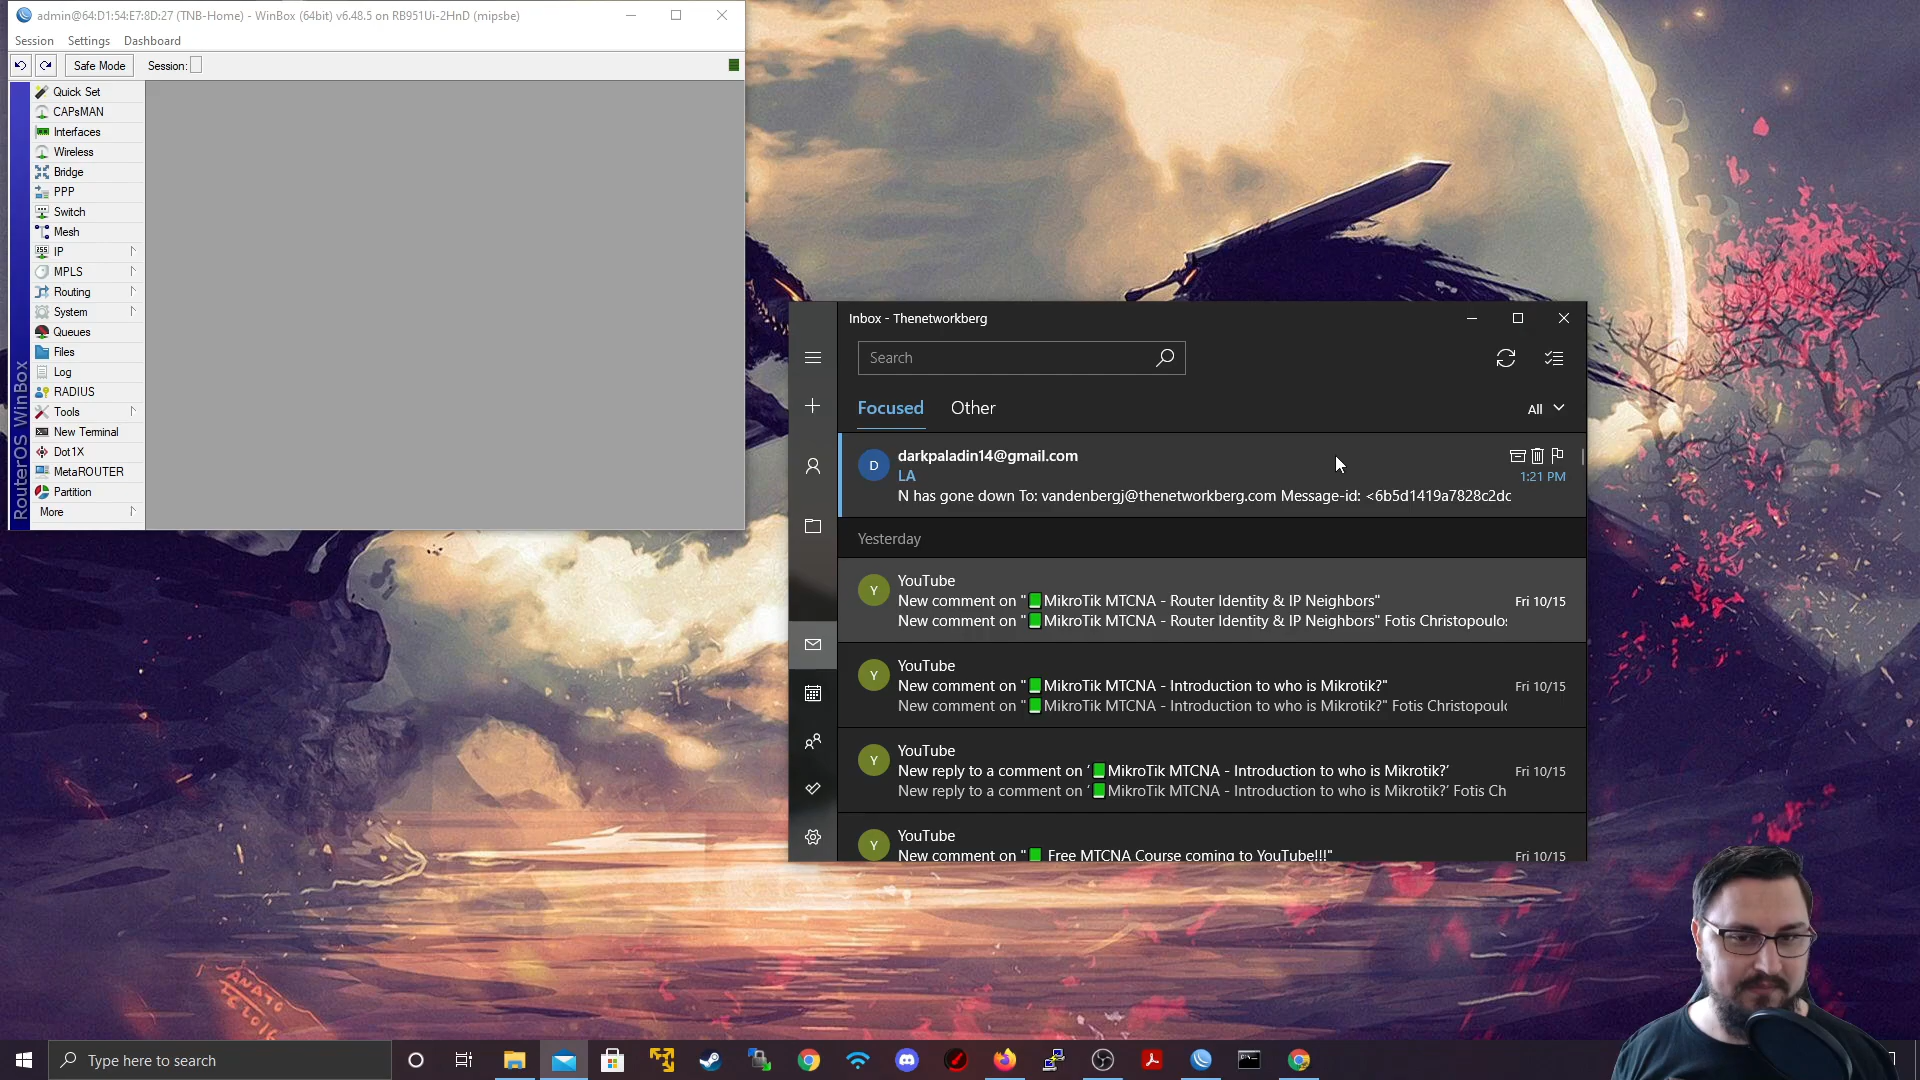 admin@64:D1:54:E7:8D:27 (TNB-Home) - WinBox (64bit) v6.48.5 on RB951Ui-2HnD (mipsbe)
Session Settings Dashboard
Safe Mode Session:
Quick Set
CAPsMAN
Interfaces
Wireless
Bridge
PPP
Switch
Mesh
IP
MPLS
Routing
System
Queues
Files
Log
RADIUS
Tools
New Terminal
Dot1X
MetaROUTER
Partition
More
RouterOS WinBox
Inbox - Thenetworkberg
Search
Focused Other All
D
darkpaladin14@gmail.com
LA
1:21 PM
N has gone down To: vandenbergj@thenetworkberg.com Message-id: <6b5d1419a7828c2dc
Yesterday
Y
YouTube
New comment on "MikroTik MTCNA - Router Identity & IP Neighbors" Fri 10/15
New comment on "MikroTik MTCNA - Router Identity & IP Neighbors" Fotis Christopoulos
Y
YouTube
New comment on "MikroTik MTCNA - Introduction to who is Mikrotik?" Fri 10/15
New comment on "MikroTik MTCNA - Introduction to who is Mikrotik?" Fotis Christopoul
Y
YouTube
New reply to a comment on ‘MikroTik MTCNA - Introduction to who is Mikrotik?’ Fri 10/15
New reply to a comment on ‘MikroTik MTCNA - Introduction to who is Mikrotik?’ Fotis Ch
Y
YouTube
New comment on "Free MTCNA Course coming to YouTube!!!" Fri 10/15
Type here to search